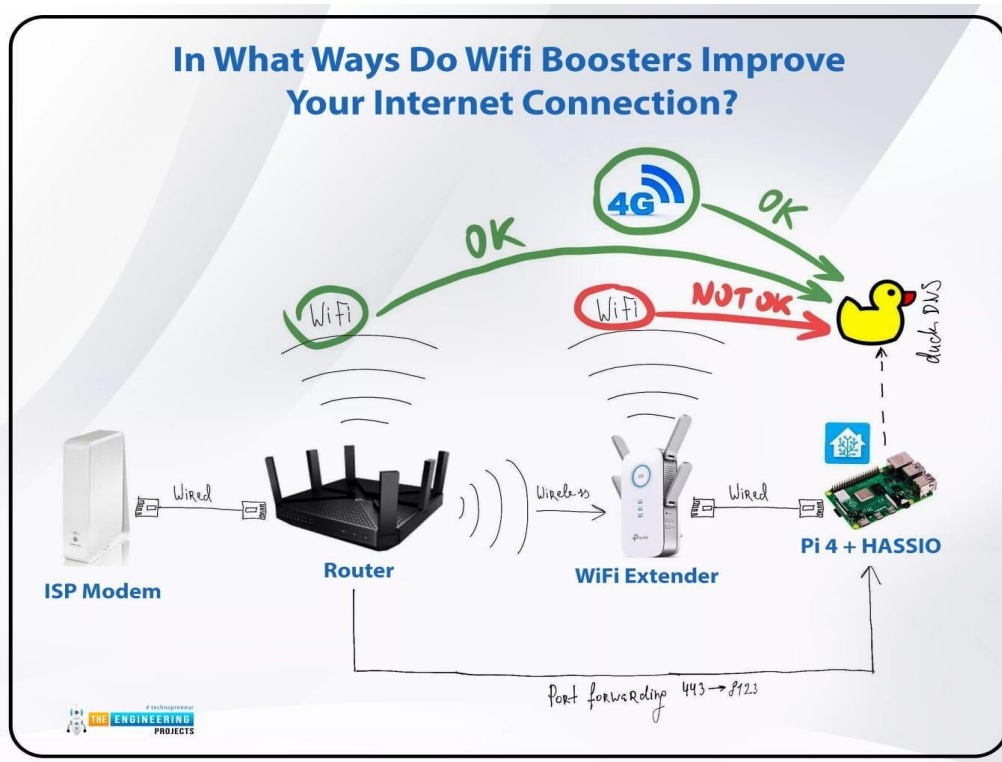 In What Ways Do Wifi Boosters Improve
Your Internet Connection?
4G
OK
OK
WiFi
WiFi
NOT OK
duck DNS
WiReD
WiReless
WiReD
ISP Modem
Router
WiFi Extender
Pi 4 + HASSIO
PoRt foRwaRding 443→8123
# technopreneur
THE ENGINEERING
PROJECTS